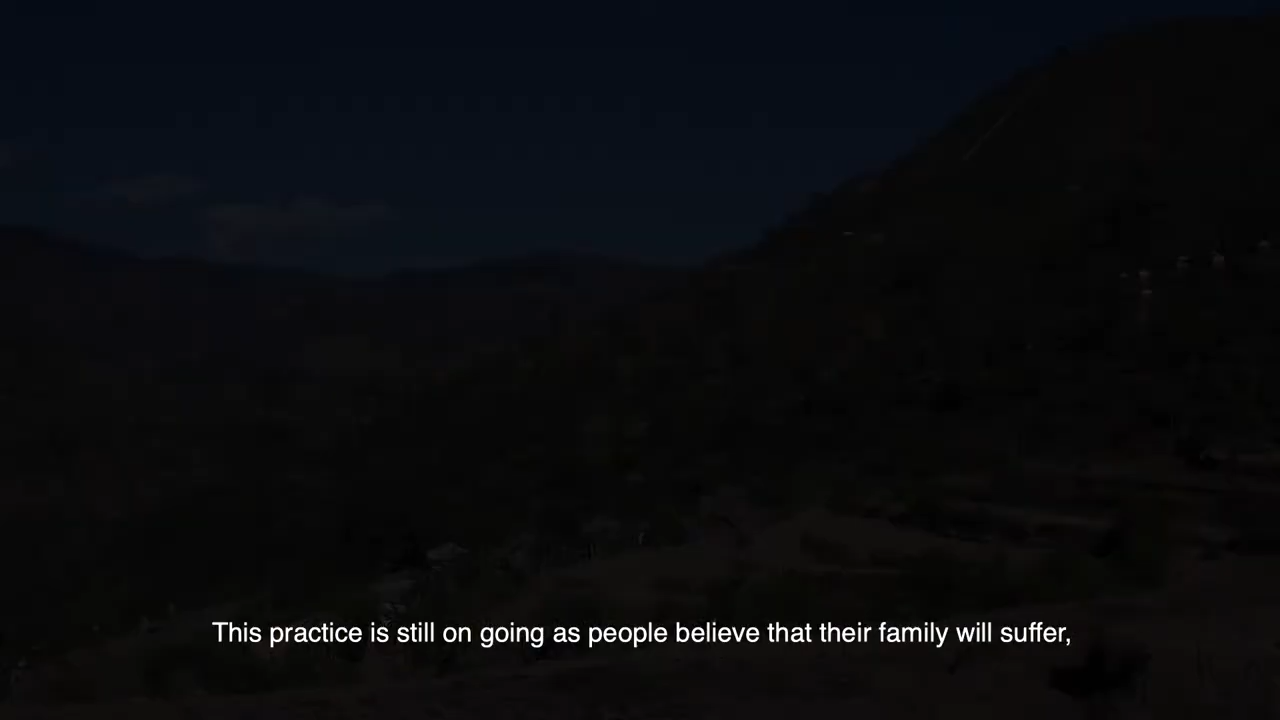 This practice is still on going as people believe that their family will suffer,